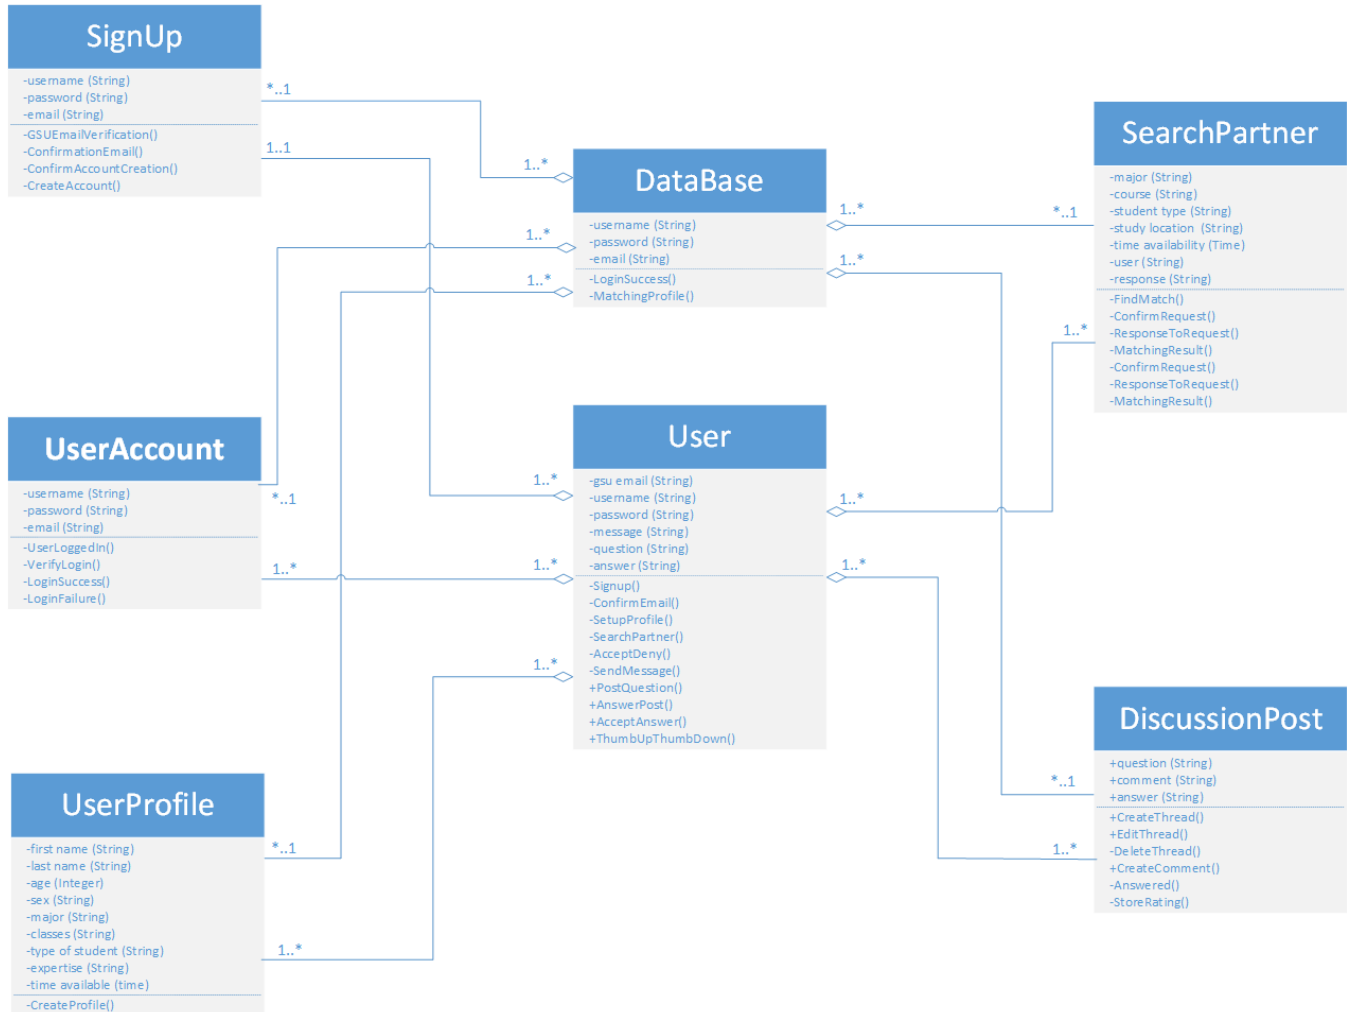 SignUp
-username (String)
-password (String)
-email (String)
-GSUEmailVerification()
-ConfirmationEmail()
-ConfirmAccountCreation()
-CreateAccount()
*..1
1..1
1..*
DataBase
-username (String)
-password (String)
-email (String)
-LoginSuccess()
-MatchingProfile()
1..*
1..*
1..*
1..*
*..1
SearchPartner
-major (String)
-course (String)
-student type (String)
-study location (String)
-time availability (Time)
-user (String)
-response (String)
-FindMatch()
-ConfirmRequest()
-ResponseToRequest()
-MatchingResult()
-ConfirmRequest()
-ResponseToRequest()
-MatchingResult()
1..*
UserAccount
-username (String)
-password (String)
-email (String)
-UserLoggedIn()
-VerifyLogin()
-LoginSuccess()
-LoginFailure()
*..1
1..*
User
-gsu email (String)
-username (String)
-password (String)
-message (String)
-question (String)
-answer (String)
-Signup()
-ConfirmEmail()
-SetupProfile()
-SearchPartner()
-AcceptDeny()
-SendMessage()
+PostQuestion()
+AnswerPost()
+AcceptAnswer()
+ThumbUpThumbDown()
1..*
1..*
1..*
1..*
1..*
DiscussionPost
+question (String)
+comment (String)
+answer (String)
+CreateThread()
+EditThread()
-DeleteThread()
+CreateComment()
-Answered()
-StoreRating()
*..1
1..*
UserProfile
-first name (String)
-last name (String)
-age (Integer)
-sex (String)
-major (String)
-classes (String)
-type of student (String)
-expertise (String)
-time available (time)
-CreateProfile()
*..1
1..*